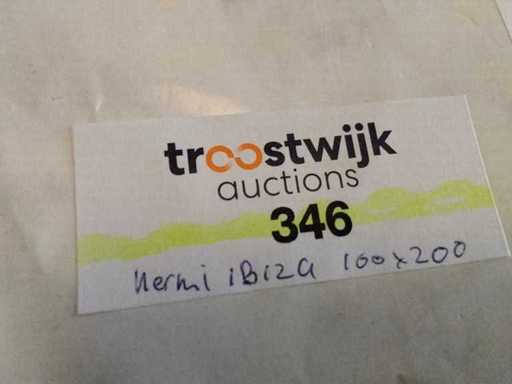 troostwijk
auctions
346
Nermi iBiZa 100x200